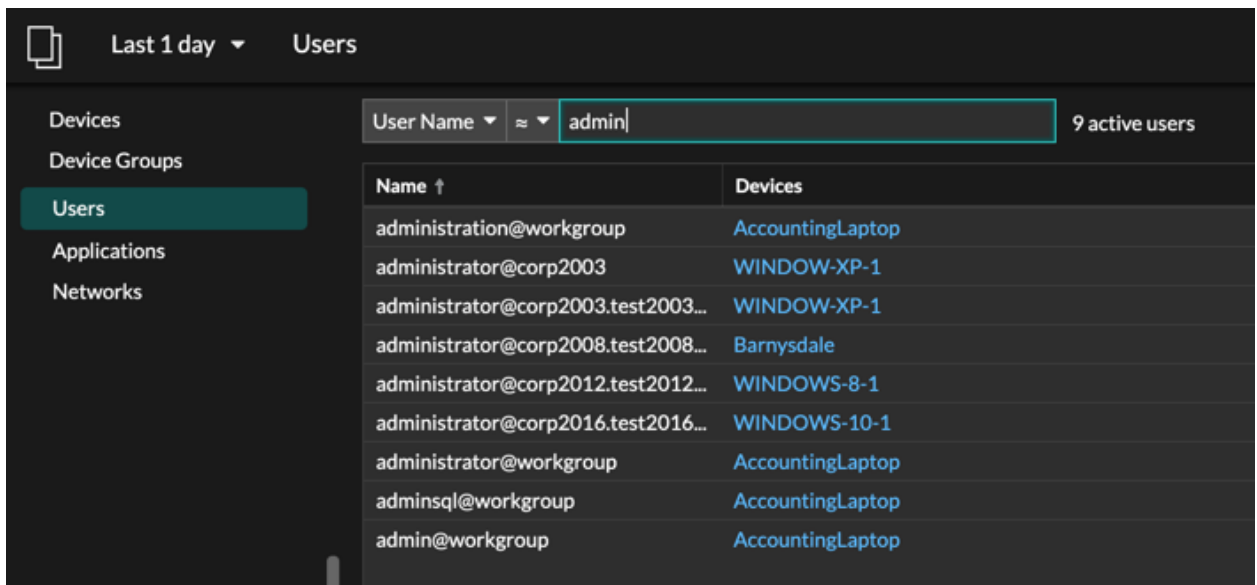 Last 1 day Users
Devices
Device Groups
Users
Applications
Networks
User Name ≈ admin 9 active users
Name ↑ Devices
administration@workgroup AccountingLaptop
administrator@corp2003 WINDOW-XP-1
administrator@corp2003.test2003... WINDOW-XP-1
administrator@corp2008.test2008... Barnysdale
administrator@corp2012.test2012... WINDOWS-8-1
administrator@corp2016.test2016... WINDOWS-10-1
administrator@workgroup AccountingLaptop
adminsql@workgroup AccountingLaptop
admin@workgroup AccountingLaptop